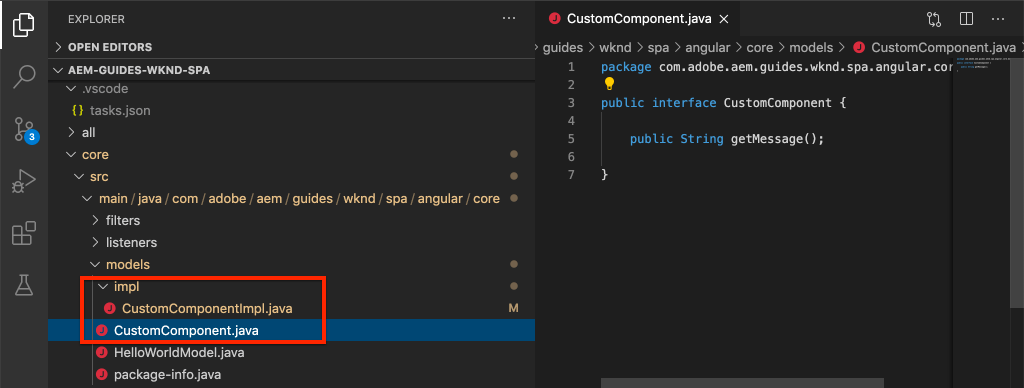 EXPLORER
OPEN EDITORS
AEM-GUIDES-WKND-SPA
.vscode
{} tasks.json
all
core
src
main / java / com / adobe / aem / guides / wknd / spa / angular / core
filters
listeners
models
impl
CustomComponentImpl.java M
CustomComponent.java
HelloWorldModel.java
package-info.java
3
CustomComponent.java
guides > wknd > spa > angular > core > models > CustomComponent.java >
1 package com.adobe.aem.guides.wknd.spa.angular.cor
2
3 public interface CustomComponent {
4
5 public String getMessage();
6
7 }